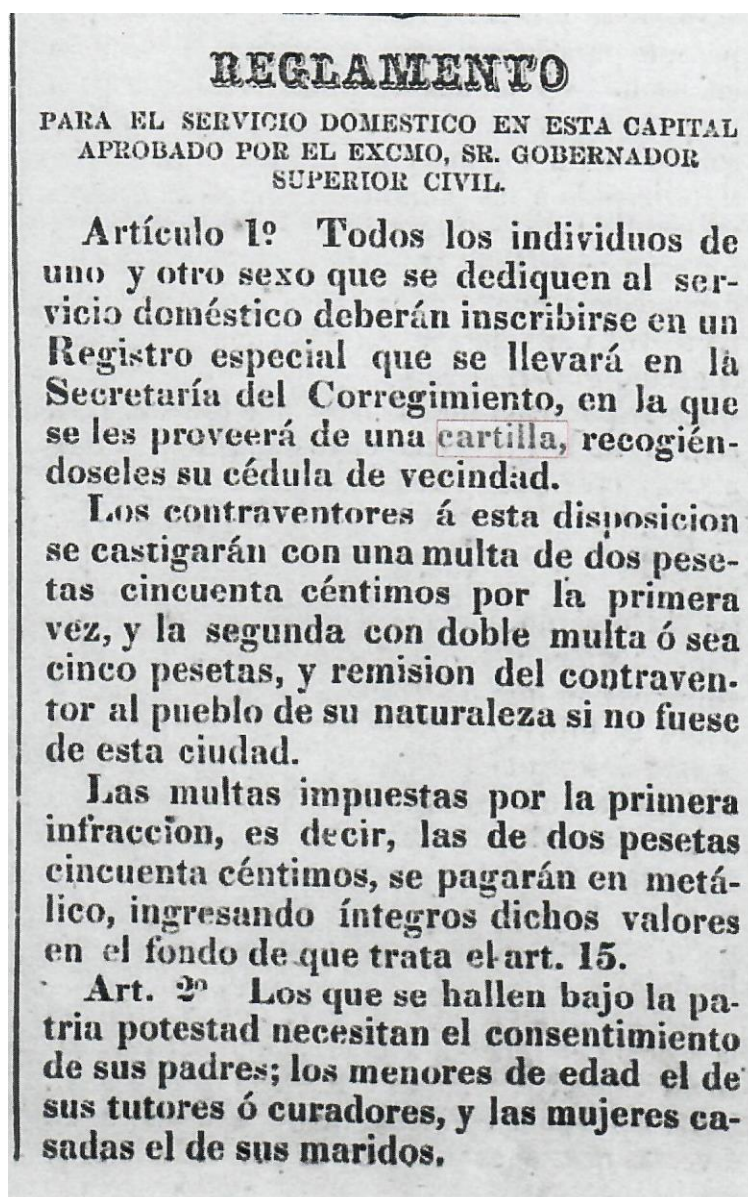 REGLAMENTO
PARA EL SERVICIO DOMESTICO EN ESTA CAPITAL
APROBADO POR EL EXCMO, SR. GOBERNADOR
SUPERIOR CIVIL.
Artículo 1º Todos los individuos de
uno y otro sexo que se dediquen al ser-
vicio doméstico deberán inscribirse en un
Registro especial que se llevará en la
Secretaría del Corregimiento, en la que
se les proveerá de una cartilla, recogién-
doseles su cédula de vecindad.
Los contraventores á esta disposicion
se castigarán con una multa de dos pese-
tas cincuenta céntimos por la primera
vez, y la segunda con doble multa ó sea
cinco pesetas, y remision del contraven-
tor al pueblo de su naturaleza si no fuese
de esta ciudad.
Las multas impuestas por la primera
infraccion, es decir, las de dos pesetas
cincuenta céntimos, se pagarán en metá-
lico, ingresando íntegros dichos valores
en el fondo de que trata el art. 15.
Art. 2º Los que se hallen bajo la pa-
tria potestad necesitan el consentimiento
de sus padres; los menores de edad el de
sus tutores ó curadores, y las mujeres ca-
sadas el de sus maridos.